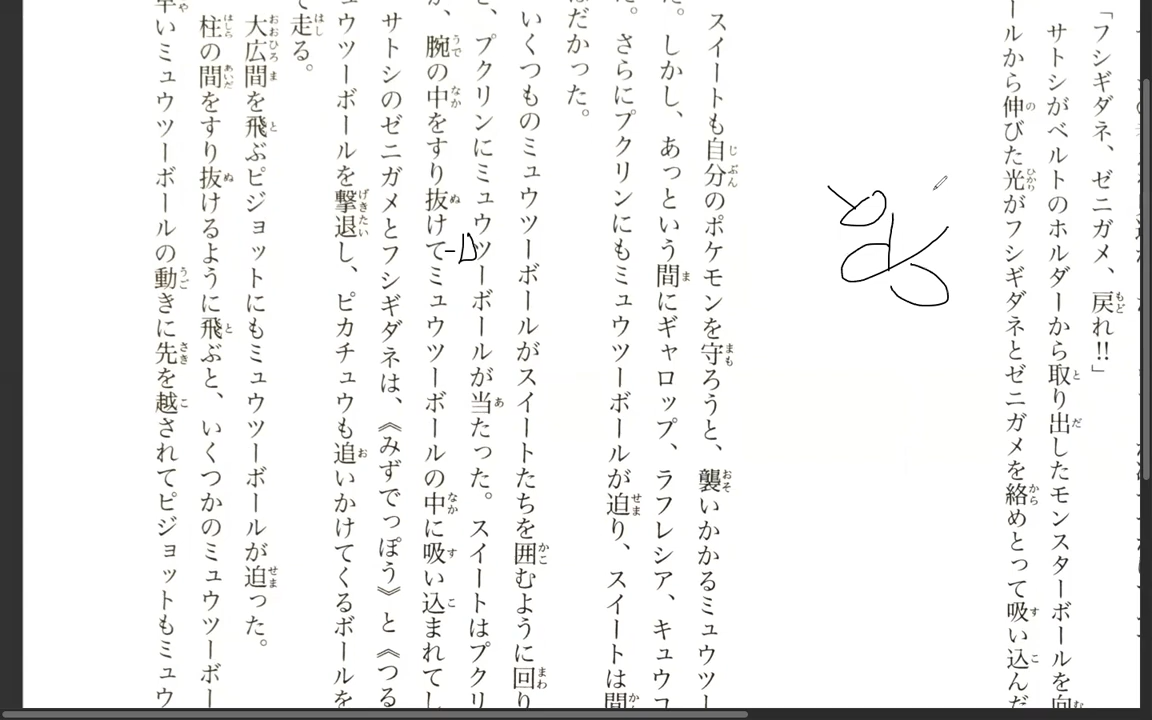 「フシギダネ、ゼニガメ、戻れ!!」
サトシがベルトのホルダーから取り出したモンスターボールを向
ールから伸びた光がフシギダネとゼニガメを絡めとって吸い込んだ
スイートも自分のポケモンを守ろうと、襲いかかるミュウツー
た。しかし、あっという間にギャロップ、ラフレシア、キュウコ
た。さらにプクリンにもミュウツーボールが迫り、スイートは間
はだかった。
いくつものミュウツーボールがスイートたちを囲むように回り
と、プクリンにミュウツーボールが当たった。スイートはプクリ
が、腕の中をすり抜けてミュウツーボールの中に吸い込まれてし
サトシのゼニガメとフシギダネは、《みずでっぽう》と《つる
ュウツーボールを撃退し、ピカチュウも追いかけてくるボールを
て走る。
大広間を飛ぶピジョットにもミュウツーボールが迫った。
柱の間をすり抜けるように飛ぶと、いくつかのミュウツーボー
早いミュウツーボールの動きに先を越されてピジョットもミュウ